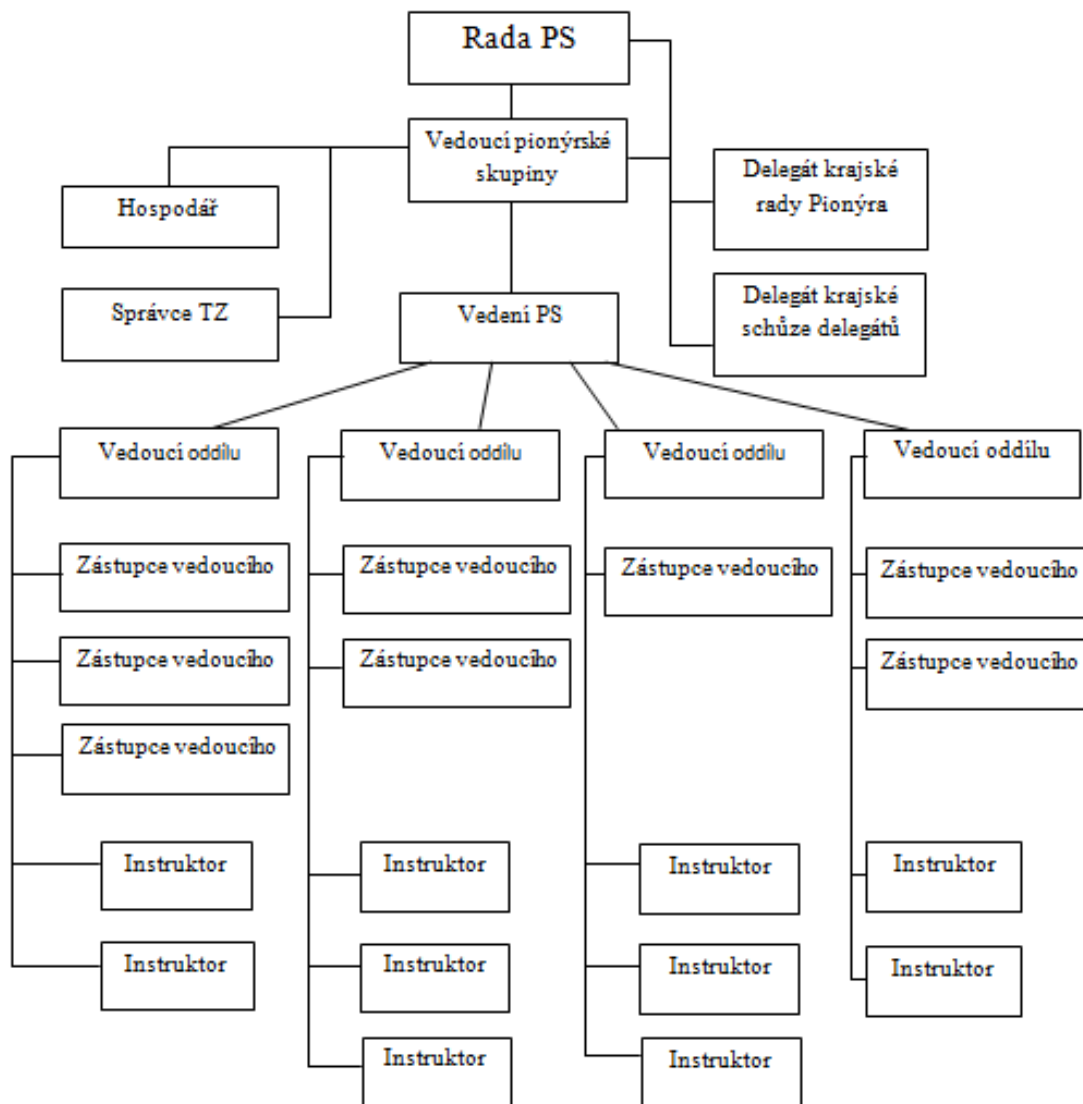 Rada PS
Vedoucí pionýrské
skupiny
Hospodář
Delegát krajské
rady Pionýra
Správce TZ
Vedení PS
Delegát krajské
schůze delegátů
Vedoucí oddílu
Vedoucí oddílu
Vedoucí oddílu
Vedoucí oddílu
Zástupce vedoucího
Zástupce vedoucího
Zástupce vedoucího
Zástupce vedoucího
Zástupce vedoucího
Zástupce vedoucího
Zástupce vedoucího
Zástupce vedoucího
Instruktor
Instruktor
Instruktor
Instruktor
Instruktor
Instruktor
Instruktor
Instruktor
Instruktor
Instruktor